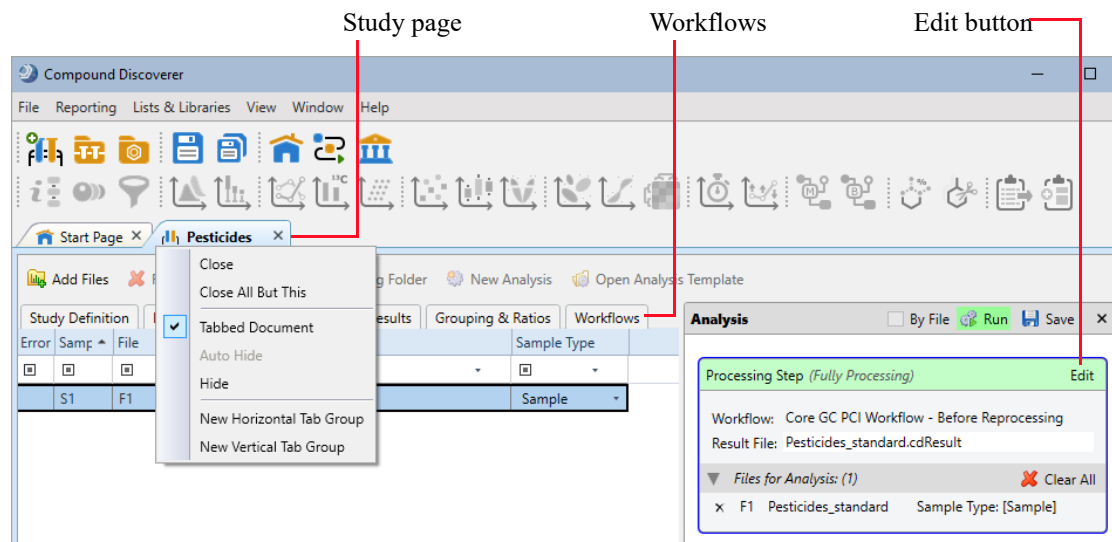 Study page Workflows Edit button
Compound Discoverer
File Reporting Lists & Libraries View Window Help
13C
% M B
Start Page Pesticides
Close
Close All But This
Tabbed Document
Auto Hide
Hide
New Horizontal Tab Group
New Vertical Tab Group
Add Files g Folder New Analysis Open Analysis Template
Study Definition esults Grouping & Ratios Workflows
Error Samp File Sample Type
S1 F1 Sample
Analysis By File Run Save
Processing Step (Fully Processing) Edit
Workflow: Core GC PCI Workflow - Before Reprocessing
Result File: Pesticides_standard.cdResult
Files for Analysis: (1) Clear All
F1 Pesticides_standard Sample Type: [Sample]